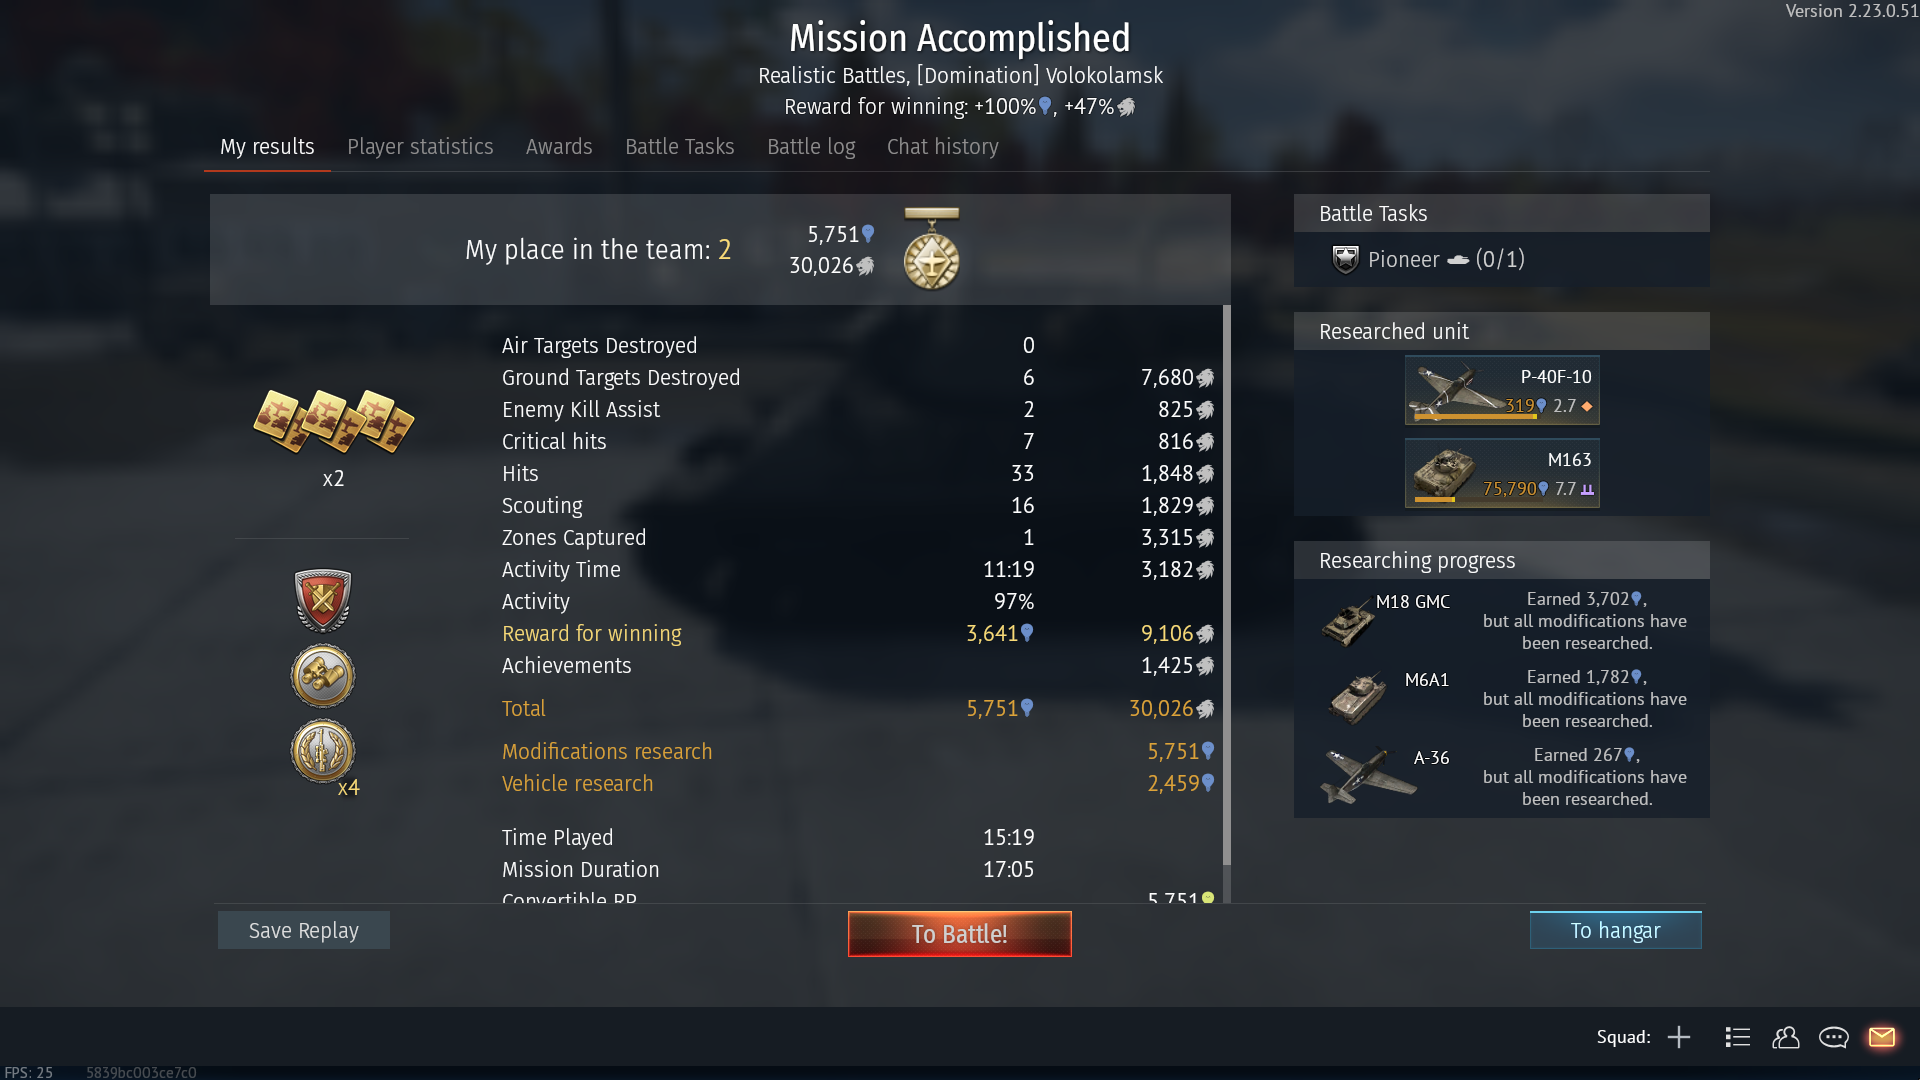 Version 2.23.0.51
Mission Accomplished
Realistic Battles, [Domination] Volokolamsk
Reward for winning: +100%, +47%
My results Player statistics Awards Battle Tasks Battle log Chat history
My place in the team: 2
5,751
30,026
x2
x4
Air Targets Destroyed 0
Ground Targets Destroyed 6 7,680
Enemy Kill Assist 2 825
Critical hits 7 816
Hits 33 1,848
Scouting 16 1,829
Zones Captured 1 3,315
Activity Time 11:19 3,182
Activity 97%
Reward for winning 3,641 9,106
Achievements 1,425
Total 5,751 30,026
Modifications research 5,751
Vehicle research 2,459
Time Played 15:19
Mission Duration 17:05
Convertible RP 5,751
Battle Tasks
Pioneer (0/1)
Researched unit
P-40F-10
319 2.7
M163
75,790 7.7
Researching progress
M18 GMC
Earned 3,702,
but all modifications have
been researched.
M6A1
Earned 1,782,
but all modifications have
been researched.
A-36
Earned 267,
but all modifications have
been researched.
Save Replay
To Battle!
To hangar
Squad:
FPS: 25 5839bc003ce7c0